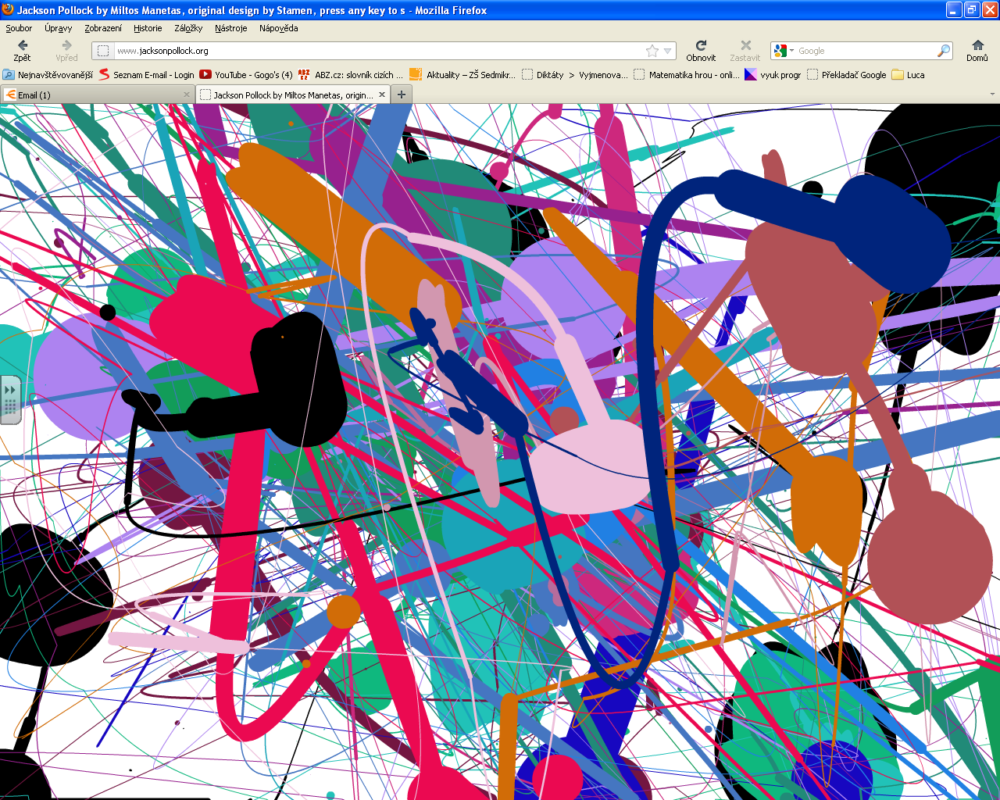 Jackson Pollock by Miltos Manetas, original design by Stamen, press any key to s - Mozilla Firefox
Soubor Úpravy Zobrazení Historie Záložky Nástroje Nápověda
Zpět Vpřed www.jacksonpollock.org Obnovit Zastavit Google Domů
Nejnavštěvovanější Seznam E-mail - Login YouTube - Gogo's (4) ABZ CZ ABZ.cz: slovník cizích ... Aktuality – ZŠ Sedmikr... Diktáty > Vyjmenova... Matematika hrou - onli... vyuk progr Překladač Google Luca
Email (1) Jackson Pollock by Miltos Manetas, origin...